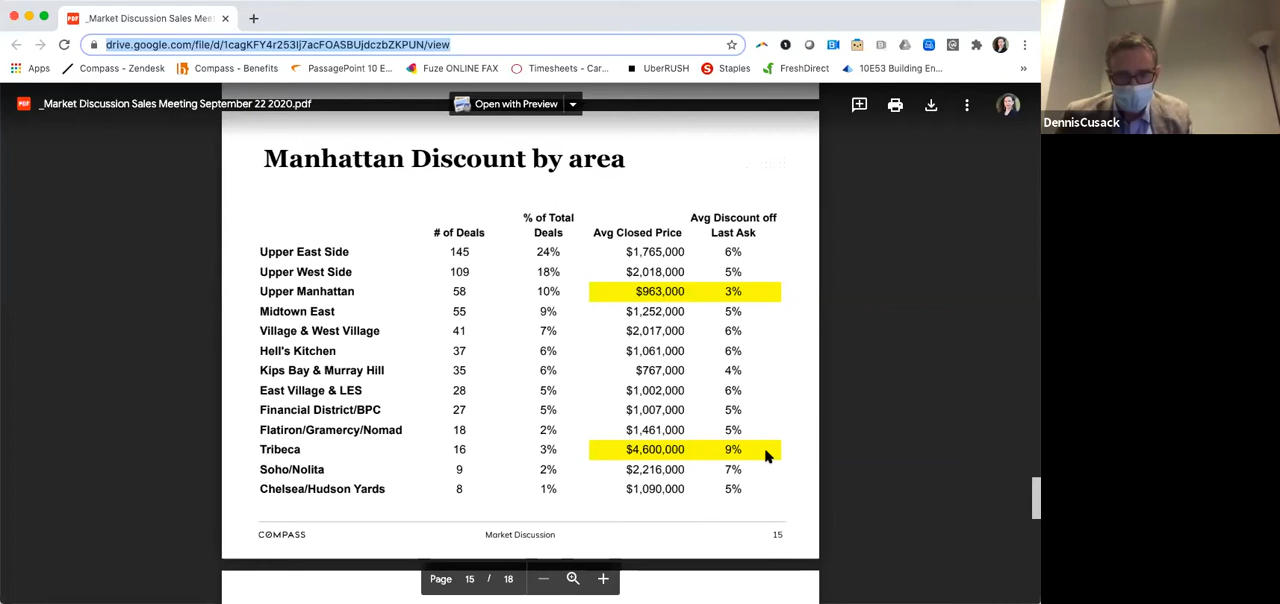 _Market Discussion Sales Meet
drive.google.com/file/d/1cagKFY4r253Ij7acFOASBUjdczbZKPUN/view
Apps
Compass - Zendesk
Compass - Benefits
PassagePoint 10 E...
Fuze ONLINE FAX
Timesheets - Car...
UberRUSH
Staples
FreshDirect
10E53 Building En...
»
PDF _Market Discussion Sales Meeting September 22 2020.pdf
Open with Preview
DennisCusack
Manhattan Discount by area
% of Total Avg Discount off
# of Deals Deals Avg Closed Price Last Ask
Upper East Side 145 24% $1,765,000 6%
Upper West Side 109 18% $2,018,000 5%
Upper Manhattan 58 10% $963,000 3%
Midtown East 55 9% $1,252,000 5%
Village & West Village 41 7% $2,017,000 6%
Hell's Kitchen 37 6% $1,061,000 6%
Kips Bay & Murray Hill 35 6% $767,000 4%
East Village & LES 28 5% $1,002,000 6%
Financial District/BPC 27 5% $1,007,000 5%
Flatiron/Gramercy/Nomad 18 2% $1,461,000 5%
Tribeca 16 3% $4,600,000 9%
Soho/Nolita 9 2% $2,216,000 7%
Chelsea/Hudson Yards 8 1% $1,090,000 5%
COMPASS Market Discussion 15
Page 15 / 18